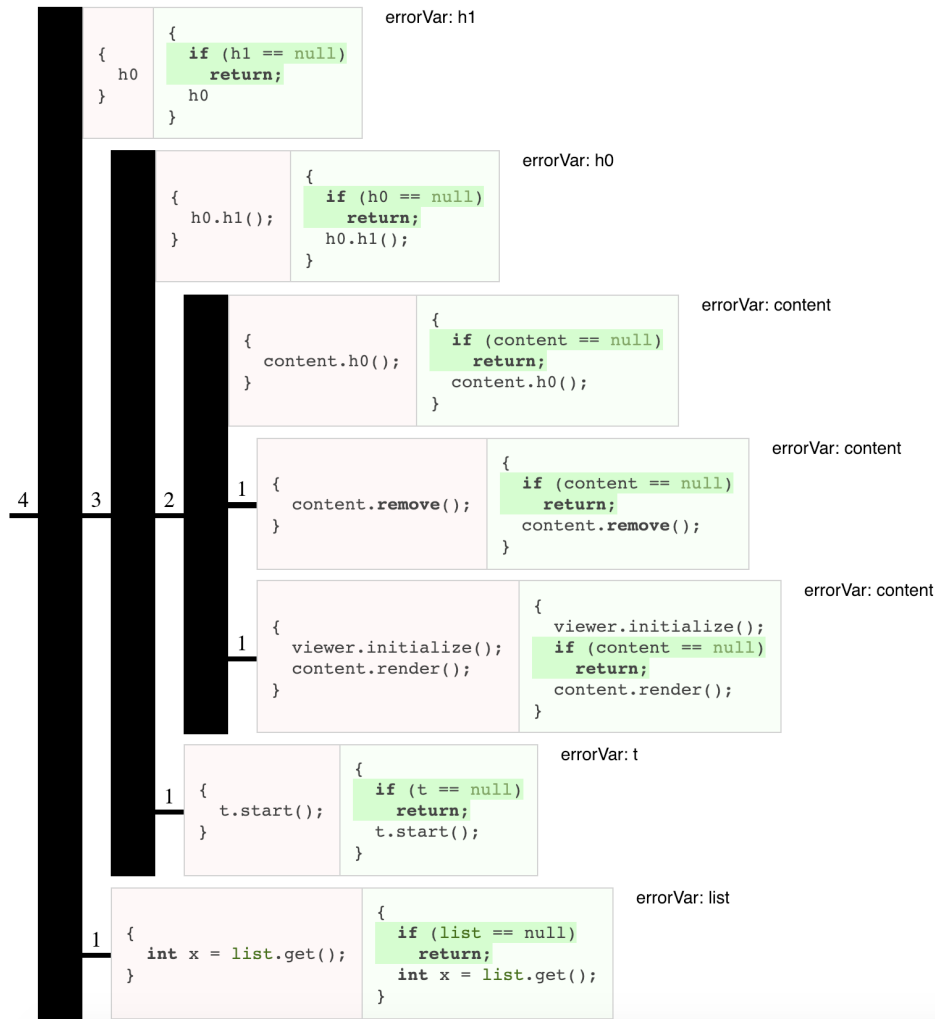 errorVar: h1
{
h0
}
{
if (h1 == null)
return;
h0
}
errorVar: h0
{
h0.h1();
}
{
if (h0 == null)
return;
h0.h1();
}
errorVar: content
{
content.h0();
}
{
if (content == null)
return;
content.h0();
}
errorVar: content
4
3
2
1
{
content.remove();
}
{
if (content == null)
return;
content.remove();
}
errorVar: content
1
{
viewer.initialize();
content.render();
}
{
viewer.initialize();
if (content == null)
return;
content.render();
}
errorVar: t
1
{
t.start();
}
{
if (t == null)
return;
t.start();
}
errorVar: list
1
{
int x = list.get();
}
{
if (list == null)
return;
int x = list.get();
}